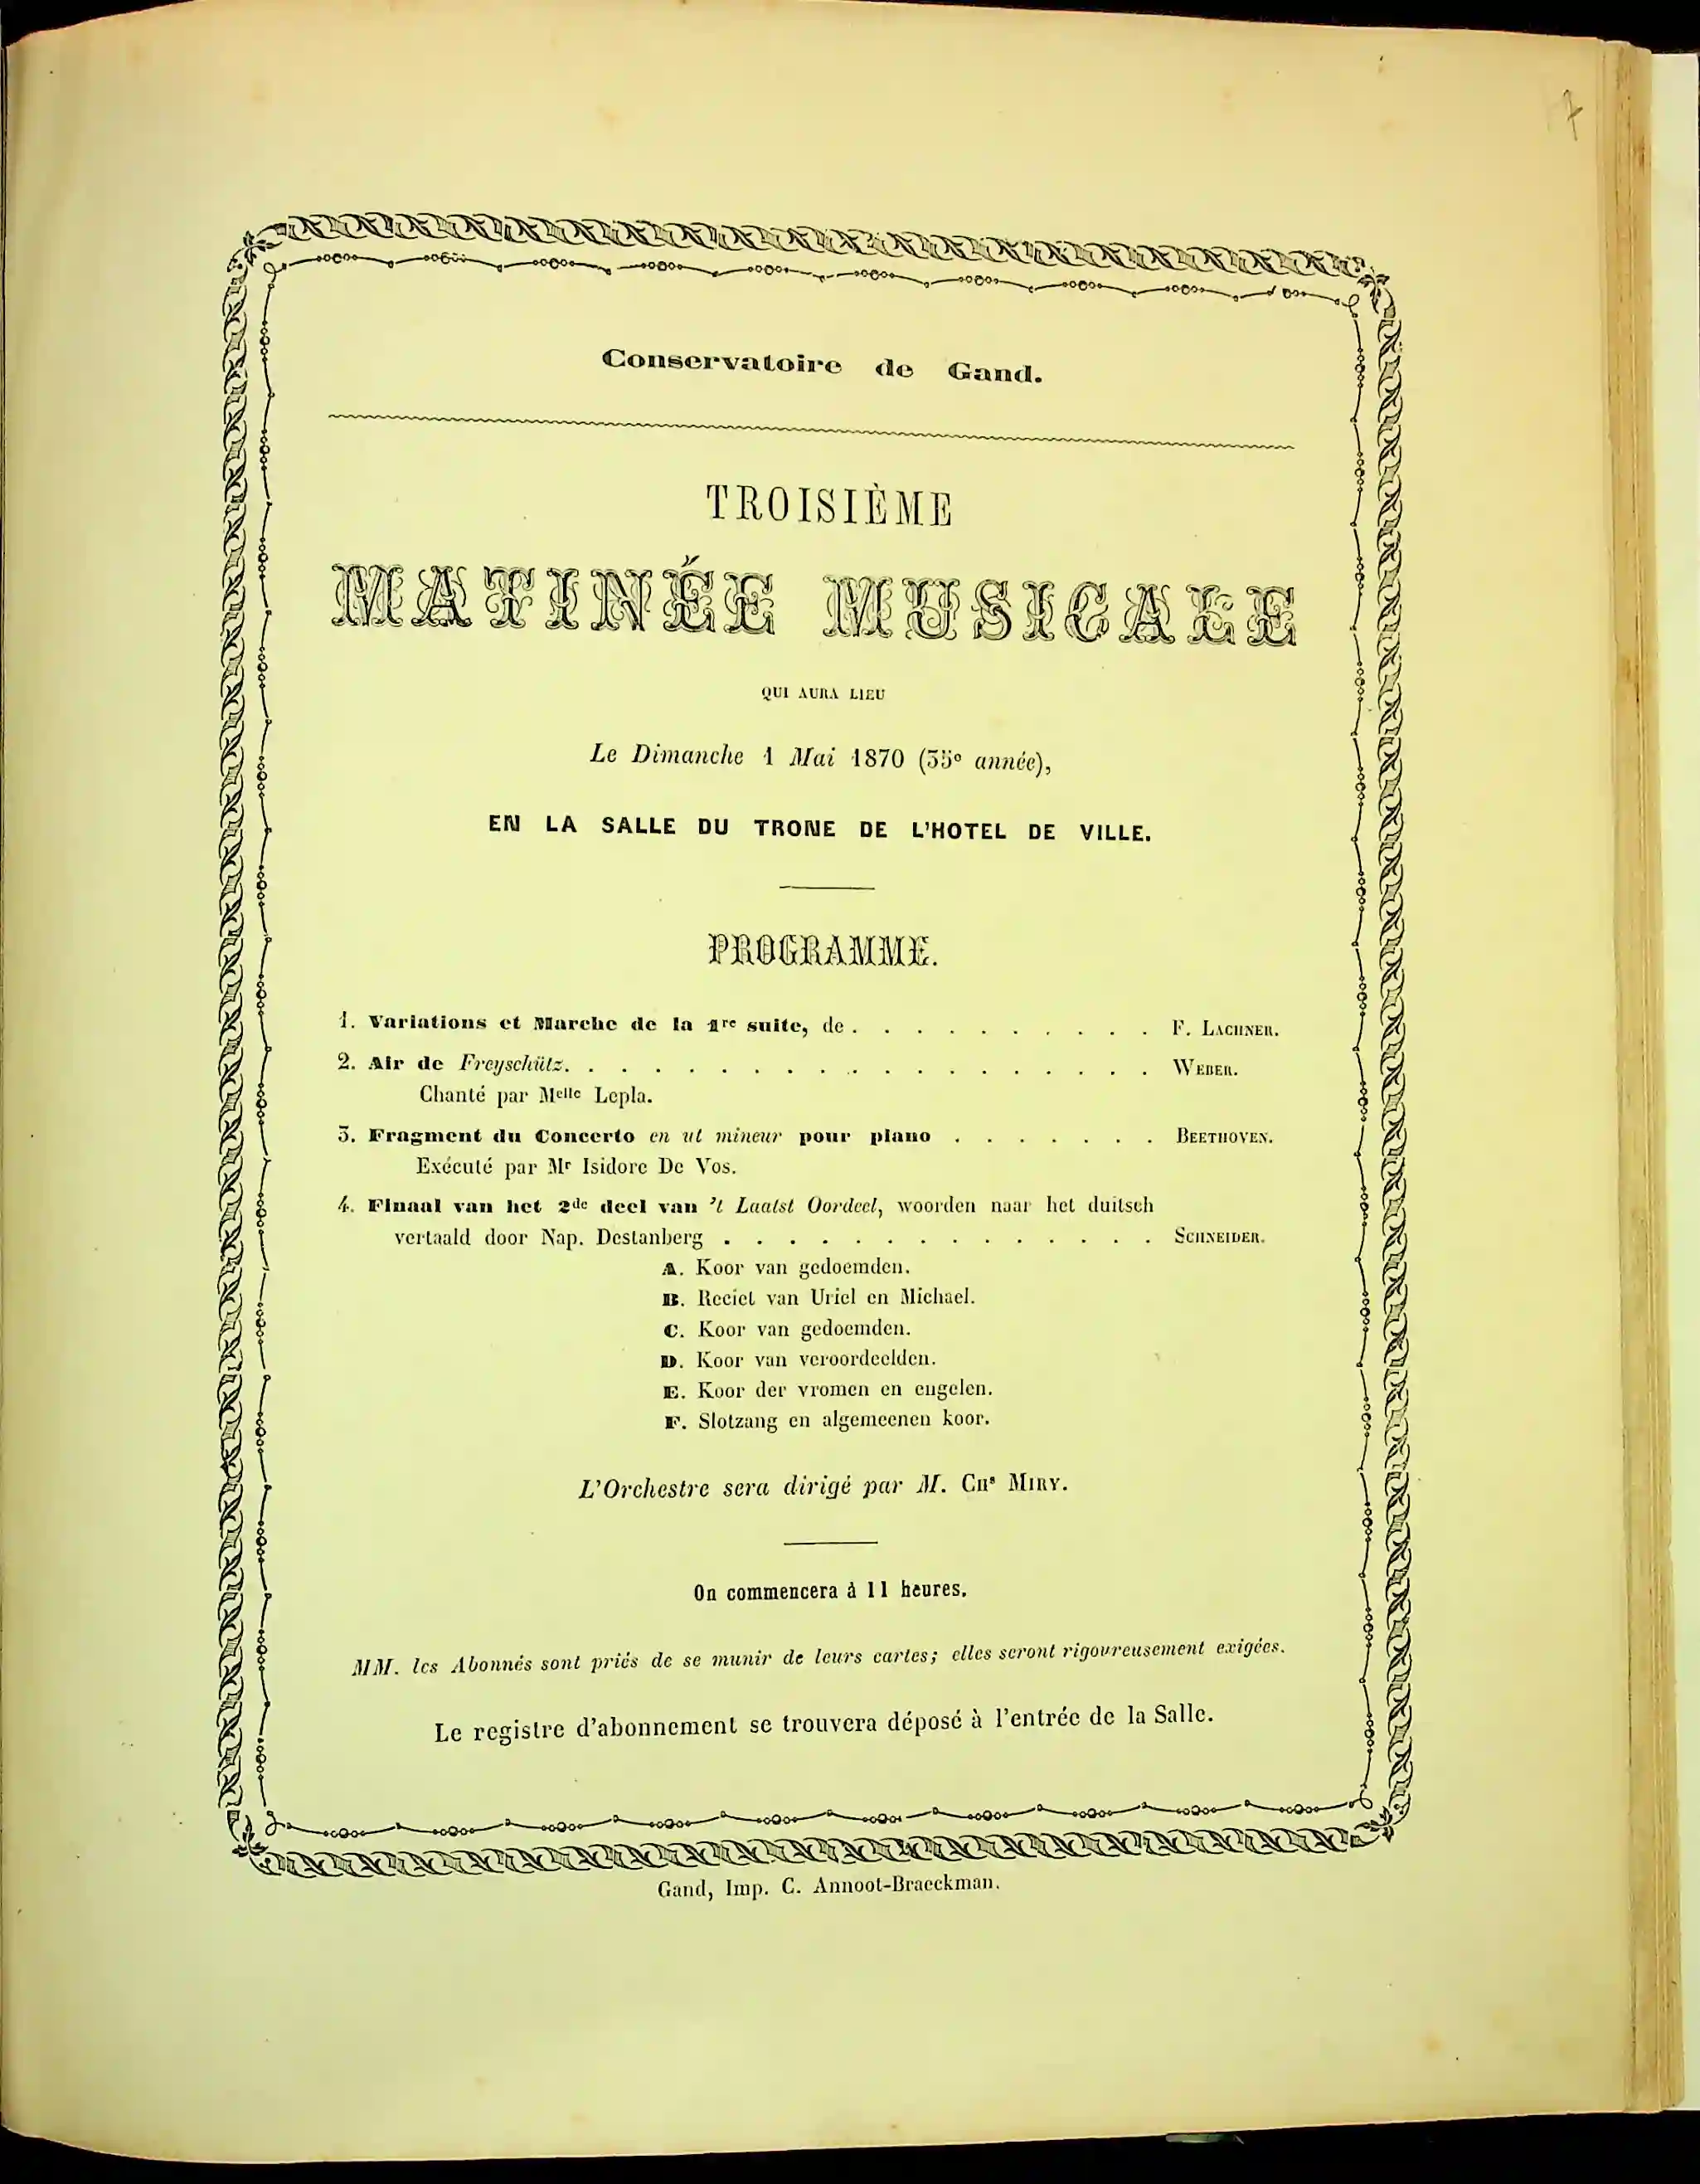 7
Conservatoire de Gand.
TROISIÈME
MATINÉE MUSICALE
QUI AURA LIEU
Le Dimanche 1 Mai 1870 (35e année),
EN LA SALLE DU TRONE DE L'HOTEL DE VILLE.
PROGRAMME.
1. Variations et Marche de la 1re suite, de . . . . . . . . . . F. LACHNER.
2. Air de Freyschütz. . . . . . . . . . . . . . . . . . . WEBER.
Chanté par Melle Lepla.
3. Fragment du Concerto en ut mineur pour piano . . . . . . . BEETHOVEN.
Exécuté par Mr Isidore De Vos.
4. Finaal van het 2de deel van 't Laatst Oordeel, woorden naar het duitsch
vertaald door Nap. Destanberg . . . . . . . . . . . . . . SCHNEIDER.
A. Koor van gedoemden.
B. Reciet van Uriel en Michael.
C. Koor van gedoemden.
D. Koor van veroordeelden.
E. Koor der vromen en engelen.
F. Slotzang en algemeenen koor.
L'Orchestre sera dirigé par M. CHs MIRY.
On commencera à 11 heures.
MM. les Abonnés sont priés de se munir de leurs cartes; elles seront rigoureusement exigées.
Le registre d'abonnement se trouvera déposé à l'entrée de la Salle.
Gand, Imp. C. Annoot-Braeckman.